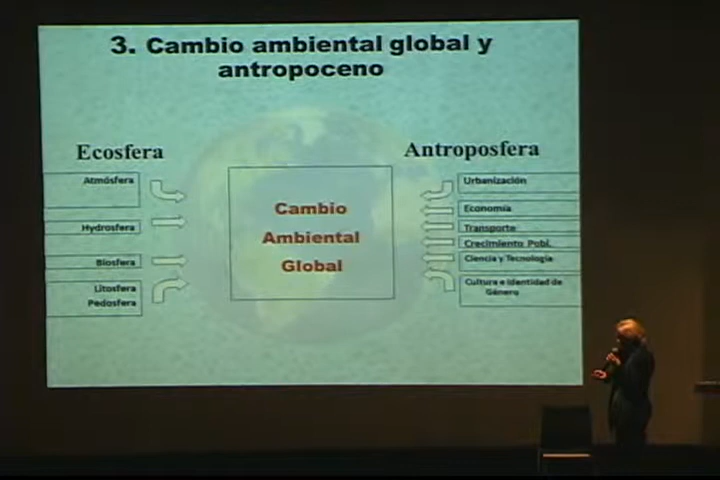 3. Cambio ambiental global y
antropoceno
Ecosfera
Antroposfera
Atmósfera
Hydrosfera
Biosfera
Litosfera
Pedosfera
Cambio
Ambiental
Global
Urbanización
Economía
Transporte
Crecimiento Pobl.
Ciencia y Tecnología
Cultura e identidad de
Género